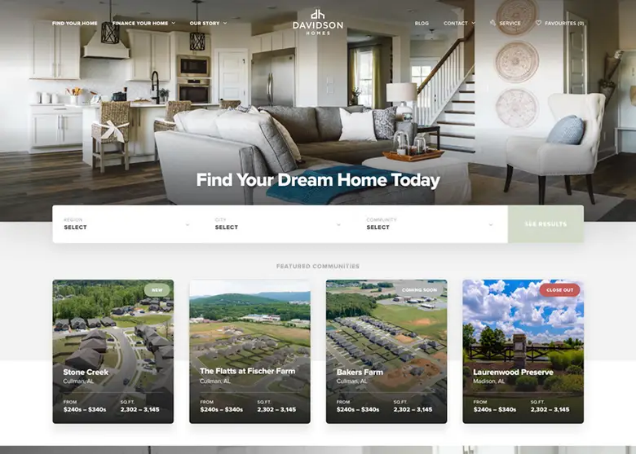 FIND YOUR HOME
FINANCE YOUR HOME
OUR STORY
dh
DAVIDSON
HOMES
BLOG
CONTACT
SERVICE
FAVOURITES (0)
Find Your Dream Home Today
REGION
SELECT
CITY
SELECT
COMMUNITY
SELECT
SEE RESULTS
FEATURED COMMUNITIES
NEW
Stone Creek
Cullman, AL
FROM
$240s – $340s
SQ.FT.
2,302 – 3,145
The Flatts at Fischer Farm
Cullman, AL
FROM
$240s – $340s
SQ.FT.
2,302 – 3,145
COMING SOON
Bakers Farm
Cullman, AL
FROM
$240s – $340s
SQ.FT.
2,302 – 3,145
CLOSE OUT
Laurenwood Preserve
Madison, AL
FROM
$240s – $340s
SQ.FT.
2,302 – 3,145